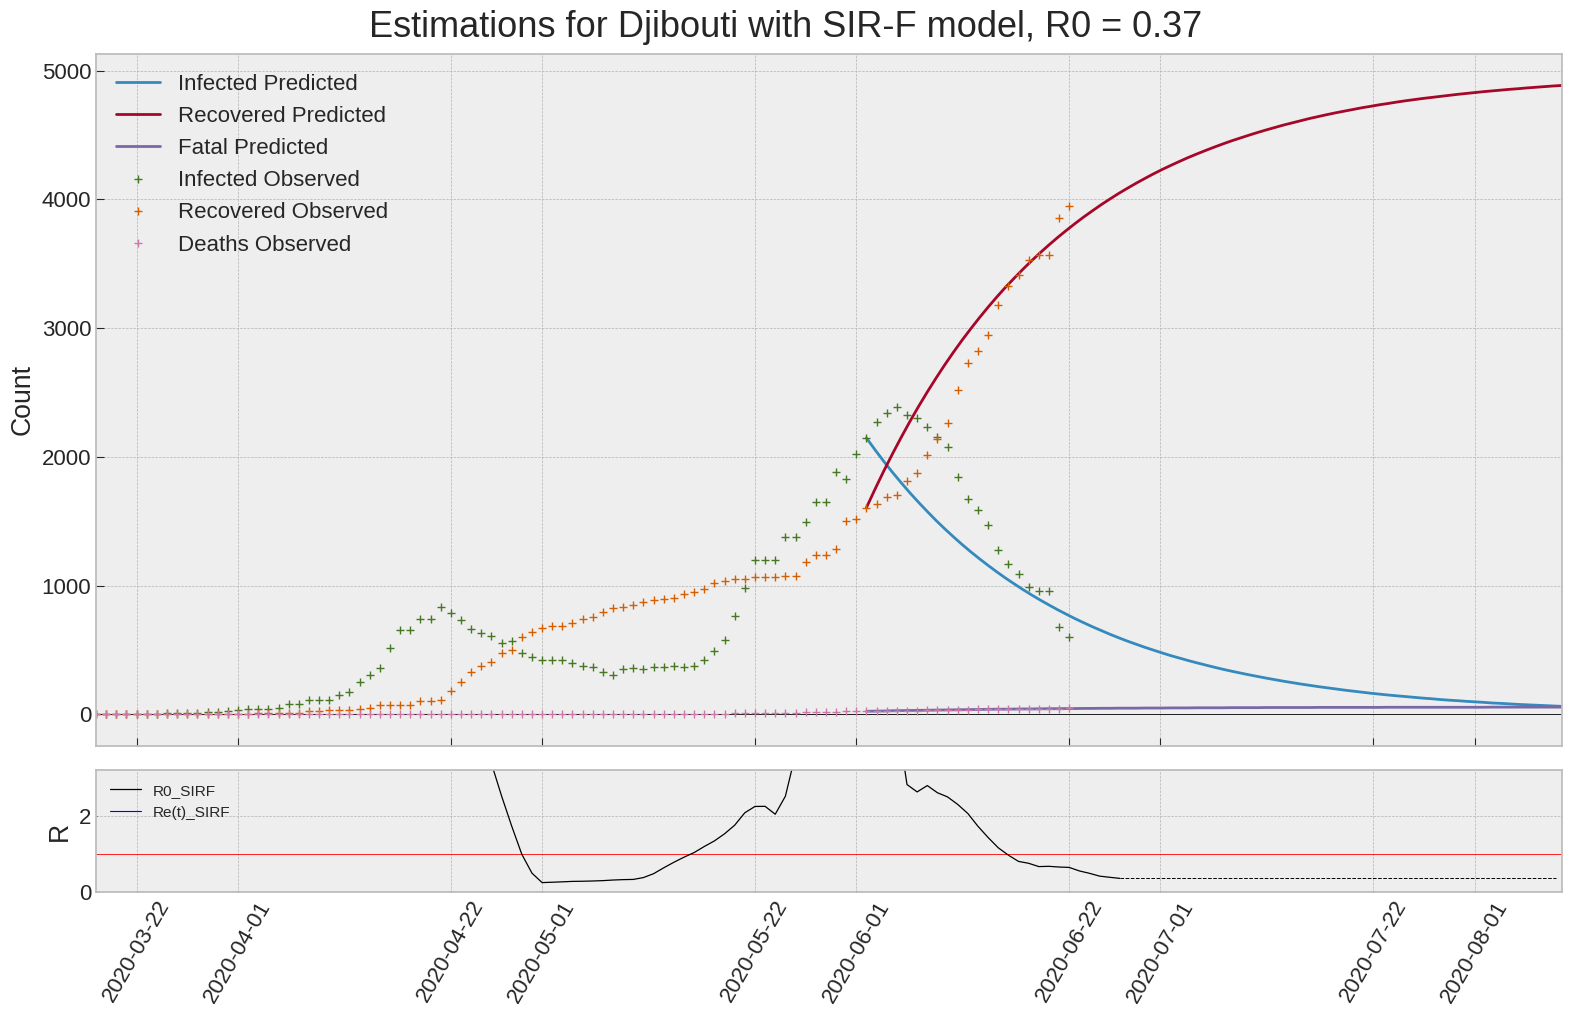 Estimations for Djibouti with SIR-F model, R0 = 0.37
5000
4000
3000
2000
1000
0
Count
Infected Predicted
Recovered Predicted
Fatal Predicted
Infected Observed
Recovered Observed
Deaths Observed
R0_SIRF
Re(t)_SIRF
2
0
R
2020-03-22
2020-04-01
2020-04-22
2020-05-01
2020-05-22
2020-06-01
2020-06-22
2020-07-01
2020-07-22
2020-08-01